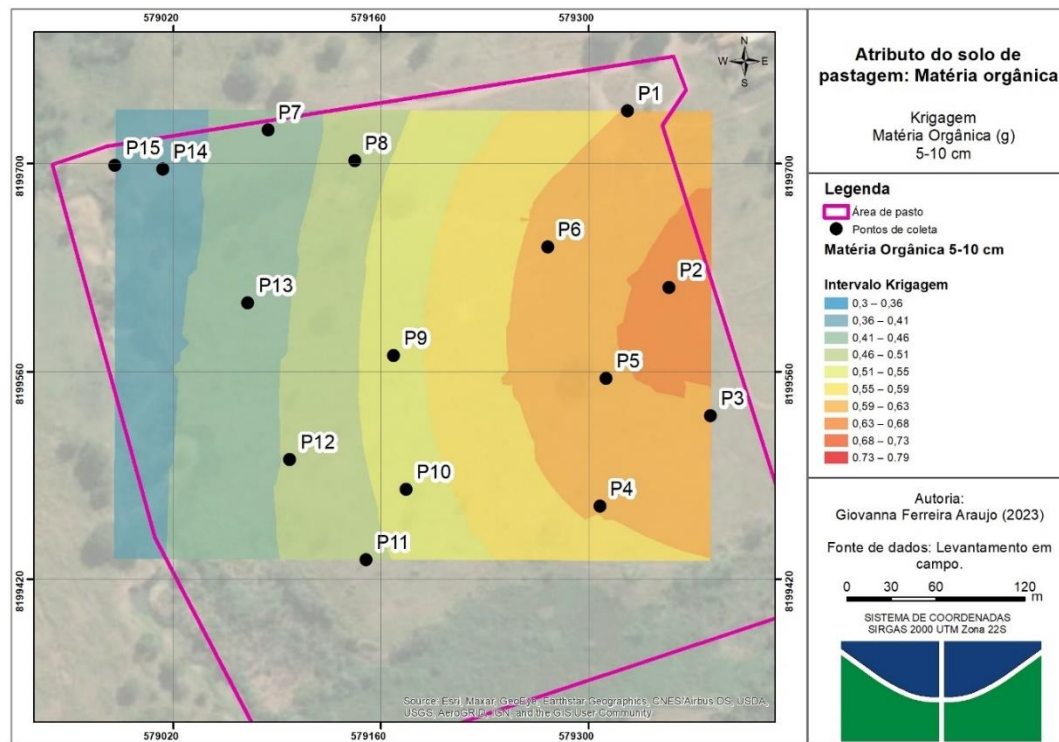 579020 579160 579300
8199700
8199560
8199420
N
W E
S
P1
P7
P8
P15
P14
P6
P2
P13
P9
P5
P3
P12
P10
P4
P11
Source: Esri, Maxar, GeoEye, Earthstar Geographics, CNES/Airbus DS, USDA,
USGS, AeroGRID, IGN, and the GIS User Community
579020 579160 579300
8199700
8199560
8199420
Atributo do solo de
pastagem: Matéria orgânica
Krigagem
Matéria Orgânica (g)
5-10 cm
Legenda
Área de pasto
Pontos de coleta
Matéria Orgânica 5-10 cm
Intervalo Krigagem
0,3 – 0,36
0,36 – 0,41
0,41 – 0,46
0,46 – 0,51
0,51 – 0,55
0,55 – 0,59
0,59 – 0,63
0,63 – 0,68
0,68 – 0,73
0,73 – 0,79
Autoria:
Giovanna Ferreira Araujo (2023)
Fonte de dados: Levantamento em
campo.
0 30 60 120
m
SISTEMA DE COORDENADAS
SIRGAS 2000 UTM Zona 22S